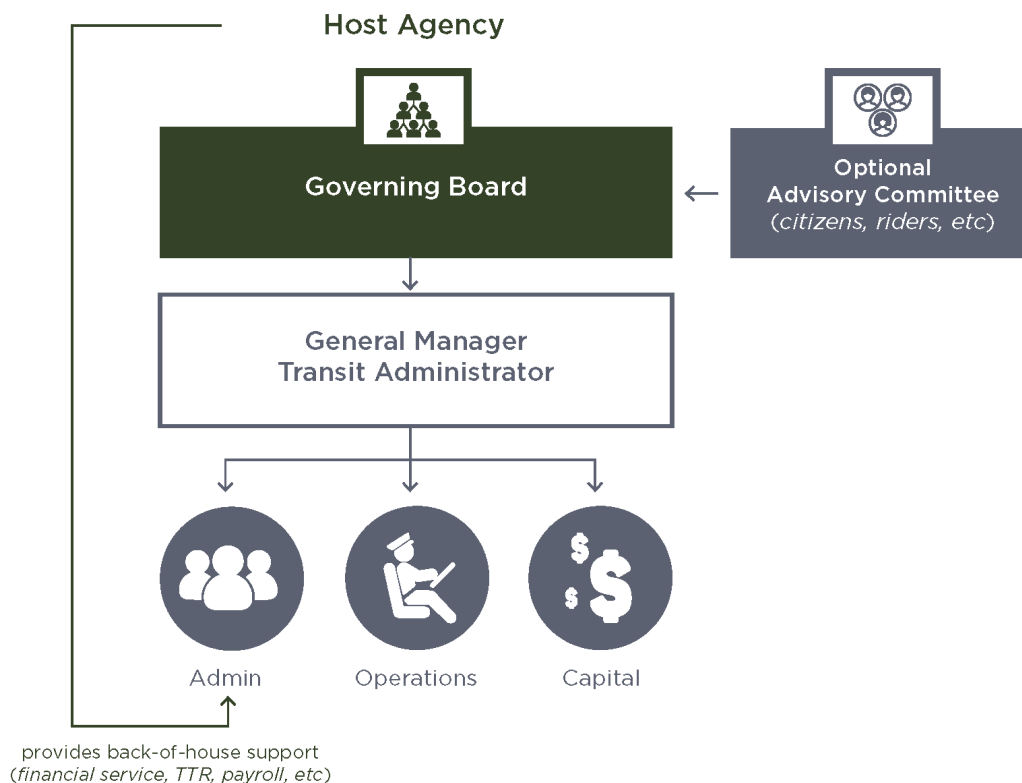 Host Agency
Governing Board
Optional
Advisory Committee
(citizens, riders, etc)
General Manager
Transit Administrator
Admin
Operations
Capital
provides back-of-house support
(financial service, TTR, payroll, etc)